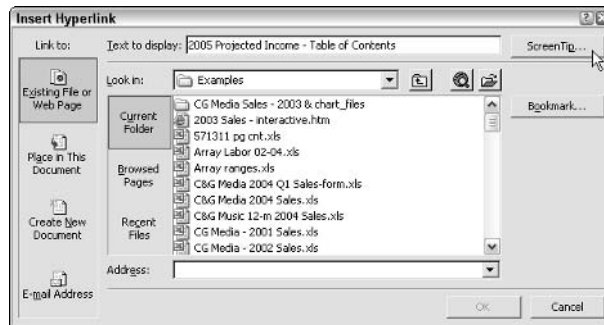 Insert Hyperlink
Link to:
Text to display: 2005 Projected Income - Table of Contents
ScreenTip...
Existing File or
Web Page
Place in This
Document
Create New
Document
E-mail Address
Look in: Examples
Current
Folder
Browsed
Pages
Recent
Files
CG Media Sales - 2003 & chart_files
2003 Sales - interactive.htm
571311 pg cnt.xls
Array Labor 02-04.xls
Array ranges.xls
C&G Media 2004 Q1 Sales-form.xls
C&G Media 2004 Sales.xls
C&G Music 12-m 2004 Sales.xls
CG Media - 2001 Sales.xls
CG Media - 2002 Sales.xls
Bookmark...
Address:
OK
Cancel